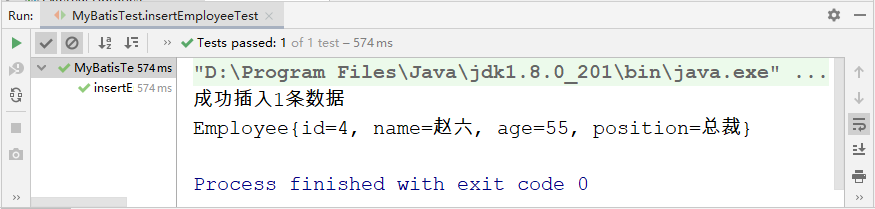 Run: MyBatisTest.insertEmployeeTest
Tests passed: 1 of 1 test – 574 ms
MyBatisTe 574 ms
insertE 574 ms
"D:\Program Files\Java\jdk1.8.0_201\bin\java.exe" ...
成功插入1条数据
Employee{id=4, name=赵六, age=55, position=总裁}
Process finished with exit code 0